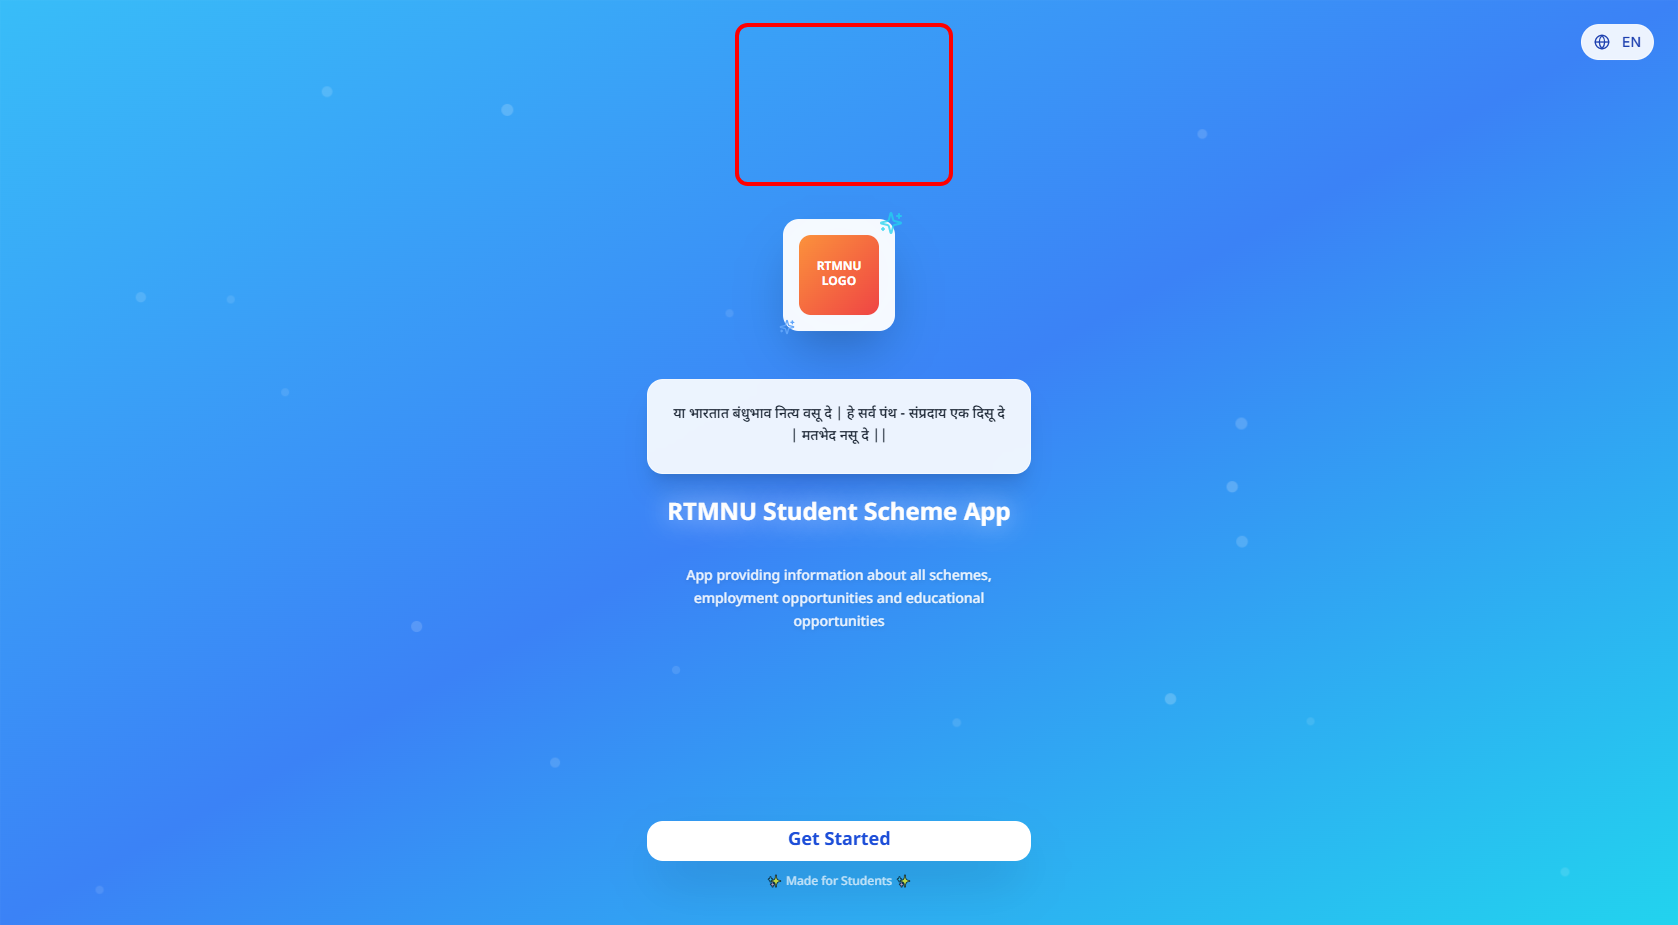 EN
RTMNU
LOGO
या भारतात बंधुभाव नित्य वसू दे | हे सर्व पंथ - संप्रदाय एक दिसू दे
| मतभेद नसू दे ||
RTMNU Student Scheme App
App providing information about all schemes,
employment opportunities and educational
opportunities
Get Started
✨ Made for Students ✨